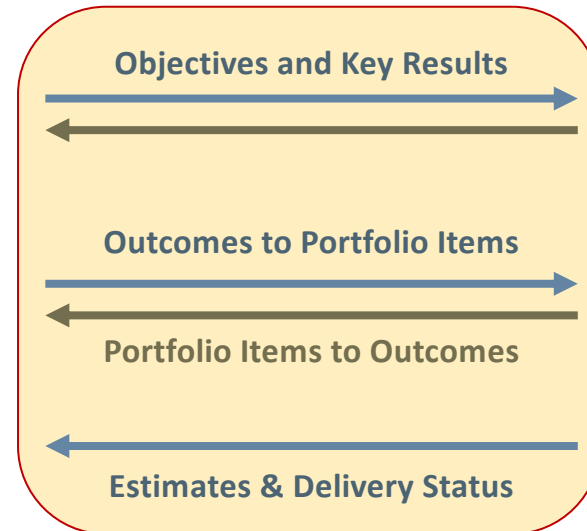 Objectives and Key Results
Outcomes to Portfolio Items
Portfolio Items to Outcomes
Estimates & Delivery Status